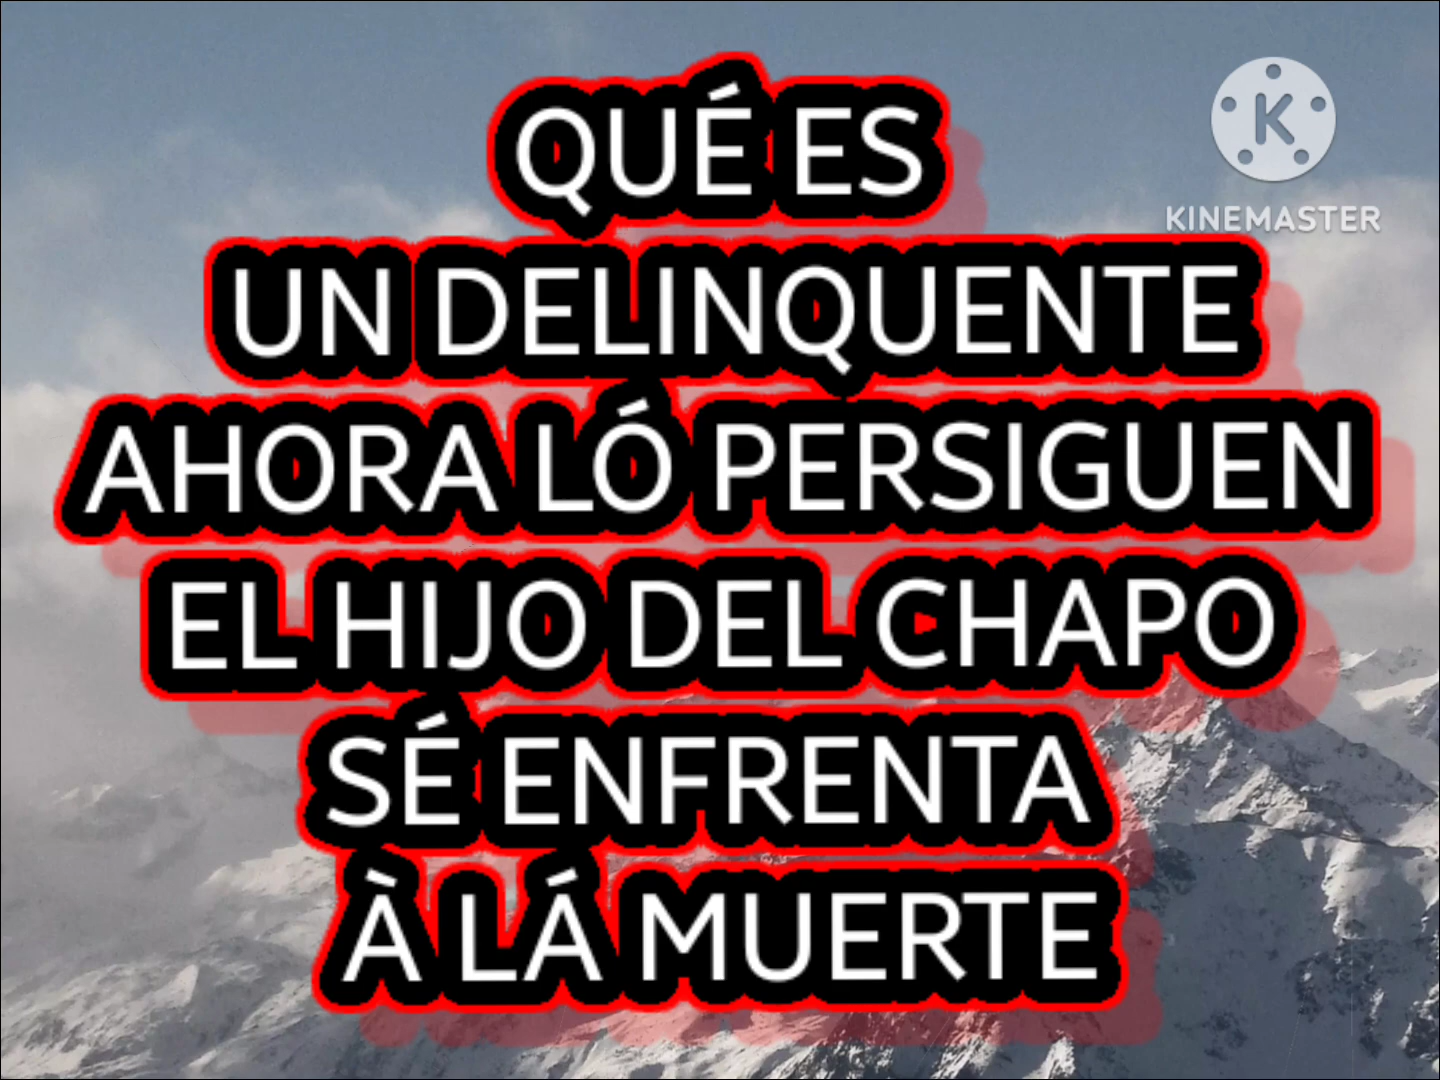 QUÉ ES
UN DELINQUENTE
AHORA LÓ PERSIGUEN
EL HIJO DEL CHAPO
SÉ ENFRENTA
À LÁ MUERTE
K
KINEMASTER